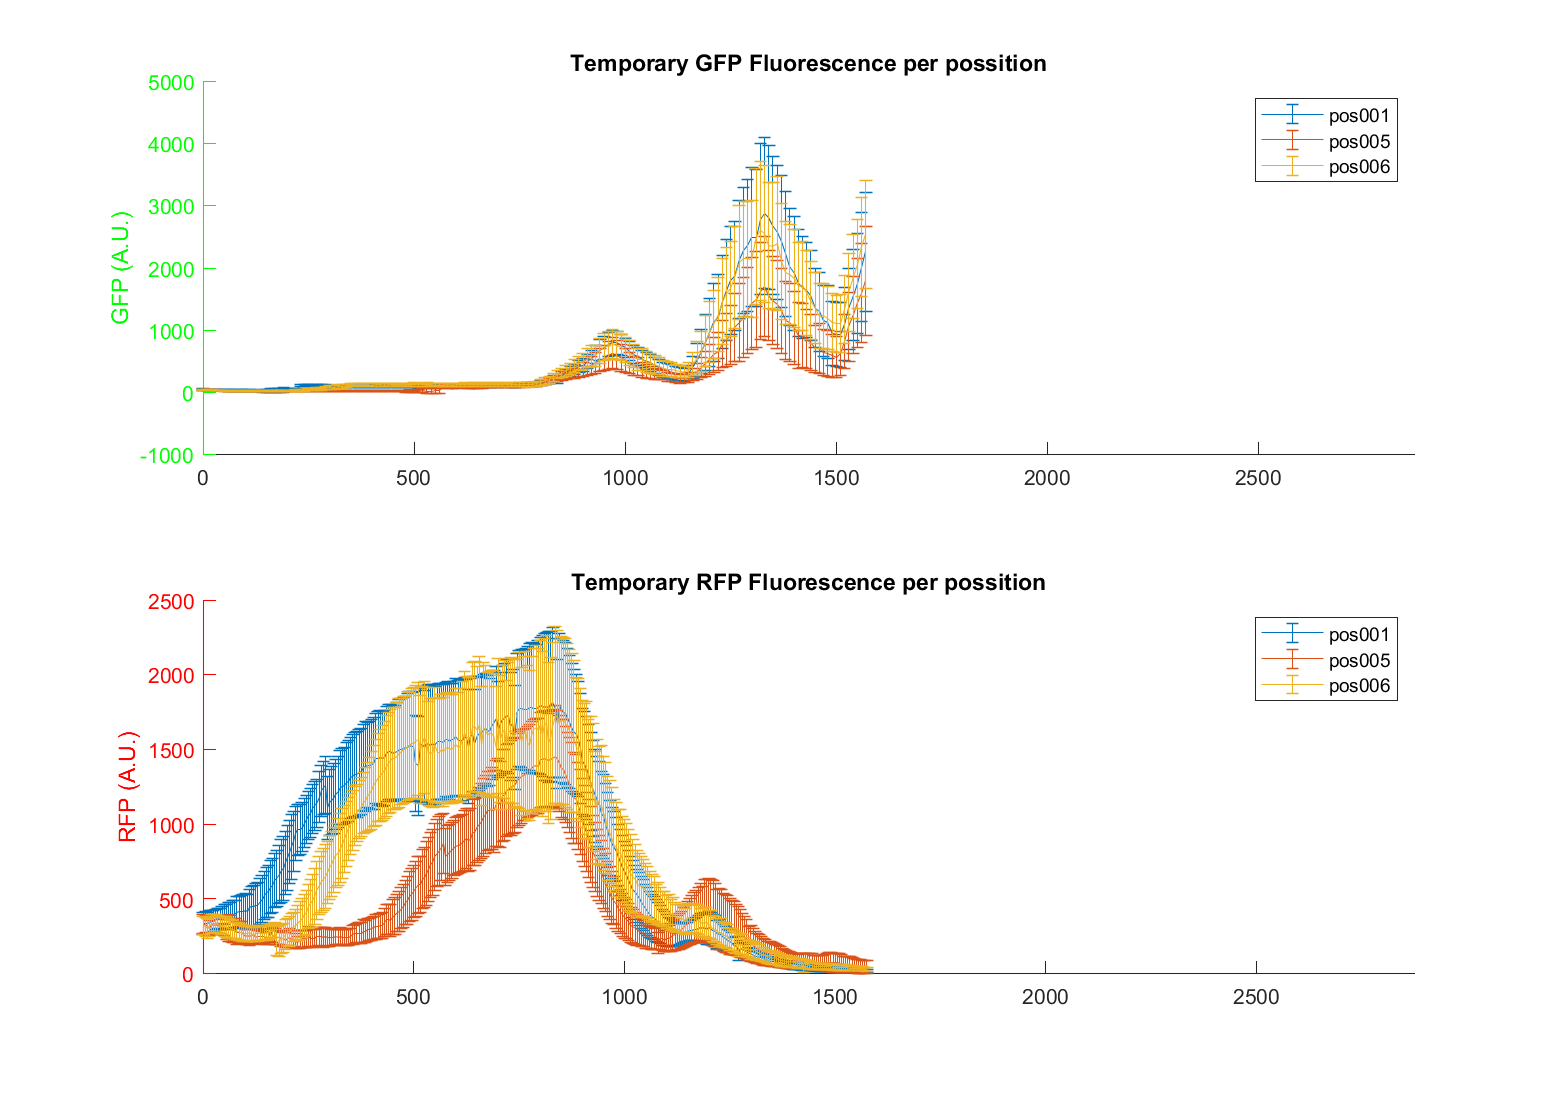 Temporary GFP Fluorescence per possition
5000
4000
3000
2000
1000
0
-1000
GFP (A.U.)
0 500 1000 1500 2000 2500
pos001
pos005
pos006
Temporary RFP Fluorescence per possition
2500
2000
1500
1000
500
0
RFP (A.U.)
0 500 1000 1500 2000 2500
pos001
pos005
pos006